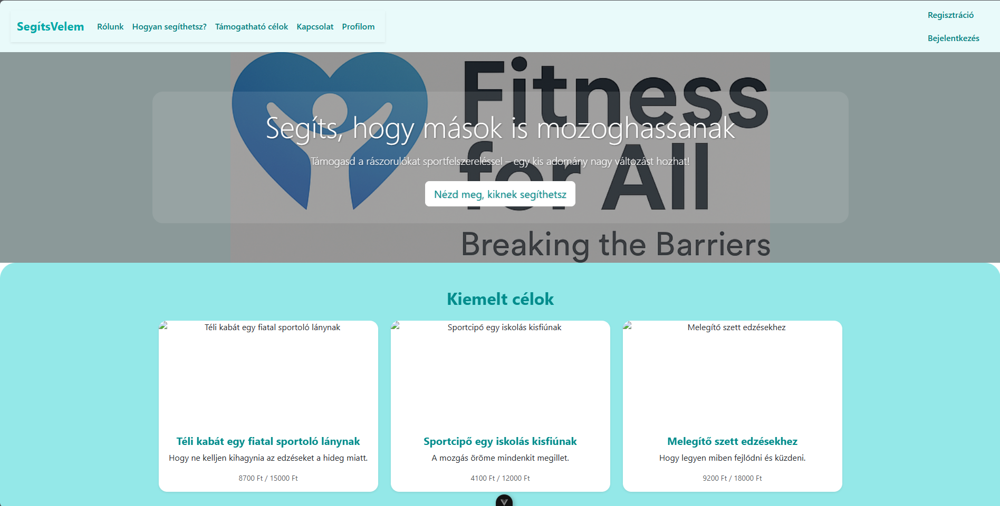 SegítsVelem Rólunk Hogyan segíthetsz? Támogatható célok Kapcsolat Profilom
Regisztráció
Bejelentkezés
Fitness
for All
Breaking the Barriers
Segíts, hogy mások is mozoghassanak
Támogasd a rászorulókat sportfelszereléssel – egy kis adomány nagy változást hozhat!
Nézd meg, kiknek segíthetsz
Kiemelt célok
Téli kabát egy fiatal sportoló lánynak
Téli kabát egy fiatal sportoló lánynak
Hogy ne kelljen kihagynia az edzéseket a hideg miatt.
8700 Ft / 15000 Ft
Sportcipő egy iskolás kisfiúnak
Sportcipő egy iskolás kisfiúnak
A mozgás öröme mindenkit megillet.
4100 Ft / 12000 Ft
Melegítő szett edzésekhez
Melegítő szett edzésekhez
Hogy legyen miben fejlődni és küzdeni.
9200 Ft / 18000 Ft